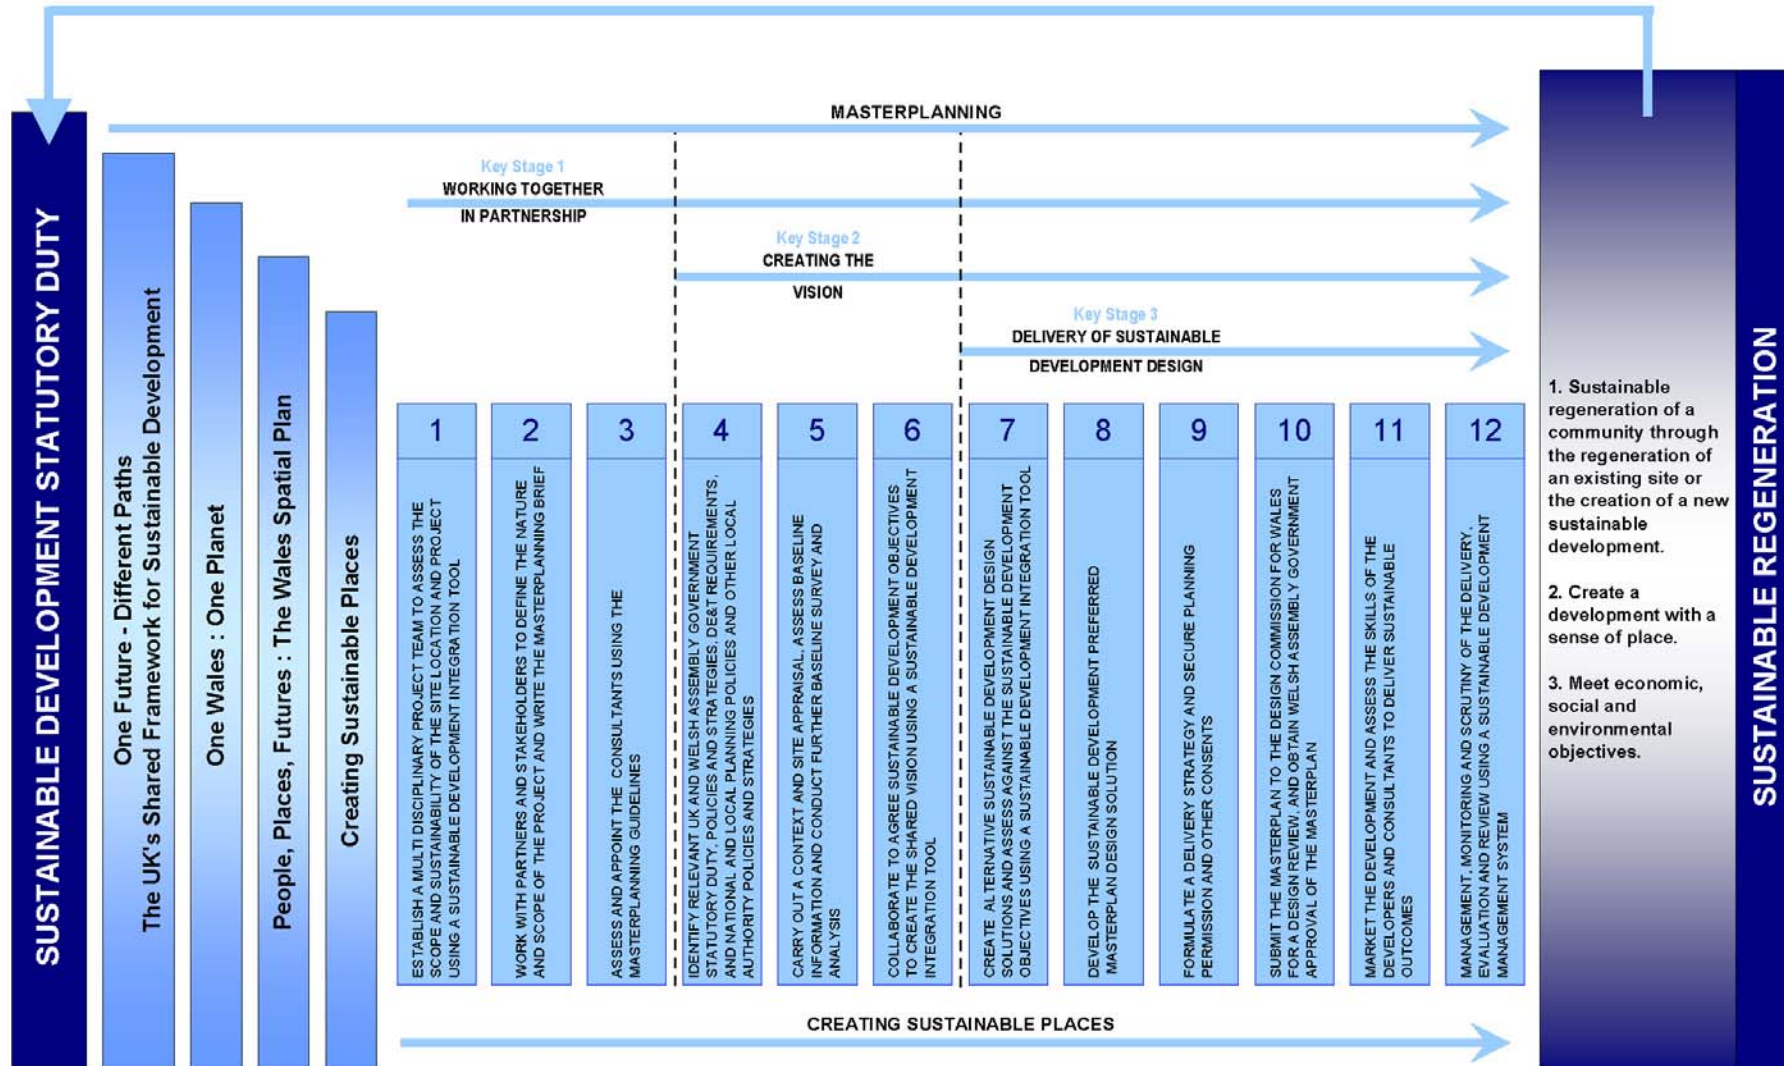 MASTERPLANNING
Key Stage 1
WORKING TOGETHER
IN PARTNERSHIP
Key Stage 2
CREATING THE
VISION
Key Stage 3
DELIVERY OF SUSTAINABLE
DEVELOPMENT DESIGN
SUSTAINABLE DEVELOPMENT STATUTORY DUTY
One Future - Different Paths
The UK's Shared Framework for Sustainable Development
One Wales : One Planet
People, Places, Futures : The Wales Spatial Plan
Creating Sustainable Places
1
ESTABLISH A MULTI DISCIPLINARY PROJECT TEAM TO ASSESS THE
SCOPE AND SUSTAINABILITY OF THE SITE LOCATION AND PROJECT
USING A SUSTAINABLE DEVELOPMENT INTEGRATION TOOL
2
WORK WITH PARTNERS AND STAKEHOLDERS TO DEFINE THE NATURE
AND SCOPE OF THE PROJECT AND WRITE THE MASTERPLANNING BRIEF
3
ASSESS AND APPOINT THE CONSULTANTS USING THE
MASTERPLANNING GUIDELINES
4
IDENTIFY RELEVANT UK AND WELSH ASSEMBLY GOVERNMENT
STATUTORY DUTY, POLICIES AND STRATEGIES, DE&T REQUIREMENTS,
AND NATIONAL AND LOCAL PLANNING POLICIES AND OTHER LOCAL
AUTHORITY POLICIES AND STRATEGIES
5
CARRY OUT A CONTEXT AND SITE APPRAISAL, ASSESS BASELINE
INFORMATION AND CONDUCT FURTHER BASELINE SURVEY AND
ANALYSIS
6
COLLABORATE TO AGREE SUSTAINABLE DEVELOPMENT OBJECTIVES
TO CREATE THE SHARED VISION USING A SUSTAINABLE DEVELOPMENT
INTEGRATION TOOL
7
CREATE ALTERNATIVE SUSTAINABLE DEVELOPMENT DESIGN
SOLUTIONS AND ASSESS AGAINST THE SUSTAINABLE DEVELOPMENT
OBJECTIVES USING A SUSTAINABLE DEVELOPMENT INTEGRATION TOOL
8
DEVELOP THE SUSTAINABLE DEVELOPMENT PREFERRED
MASTERPLAN DESIGN SOLUTION
9
FORMULATE A DELIVERY STRATEGY AND SECURE PLANNING
PERMISSION AND OTHER CONSENTS
10
SUBMIT THE MASTERPLAN TO THE DESIGN COMMISSION FOR WALES
FOR A DESIGN REVIEW, AND OBTAIN WELSH ASSEMBLY GOVERNMENT
APPROVAL OF THE MASTERPLAN
11
MARKET THE DEVELOPMENT AND ASSESS THE SKILLS OF THE
DEVELOPERS AND CONSULTANTS TO DELIVER SUSTAINABLE
OUTCOMES
12
MANAGEMENT, MONITORING AND SCRUTINY OF THE DELIVERY,
EVALUATION AND REVIEW USING A SUSTAINABLE DEVELOPMENT
MANAGEMENT SYSTEM
CREATING SUSTAINABLE PLACES
1. Sustainable
regeneration of a
community through
the regeneration of
an existing site or
the creation of a new
sustainable
development.
2. Create a
development with a
sense of place.
3. Meet economic,
social and
environmental
objectives.
SUSTAINABLE REGENERATION